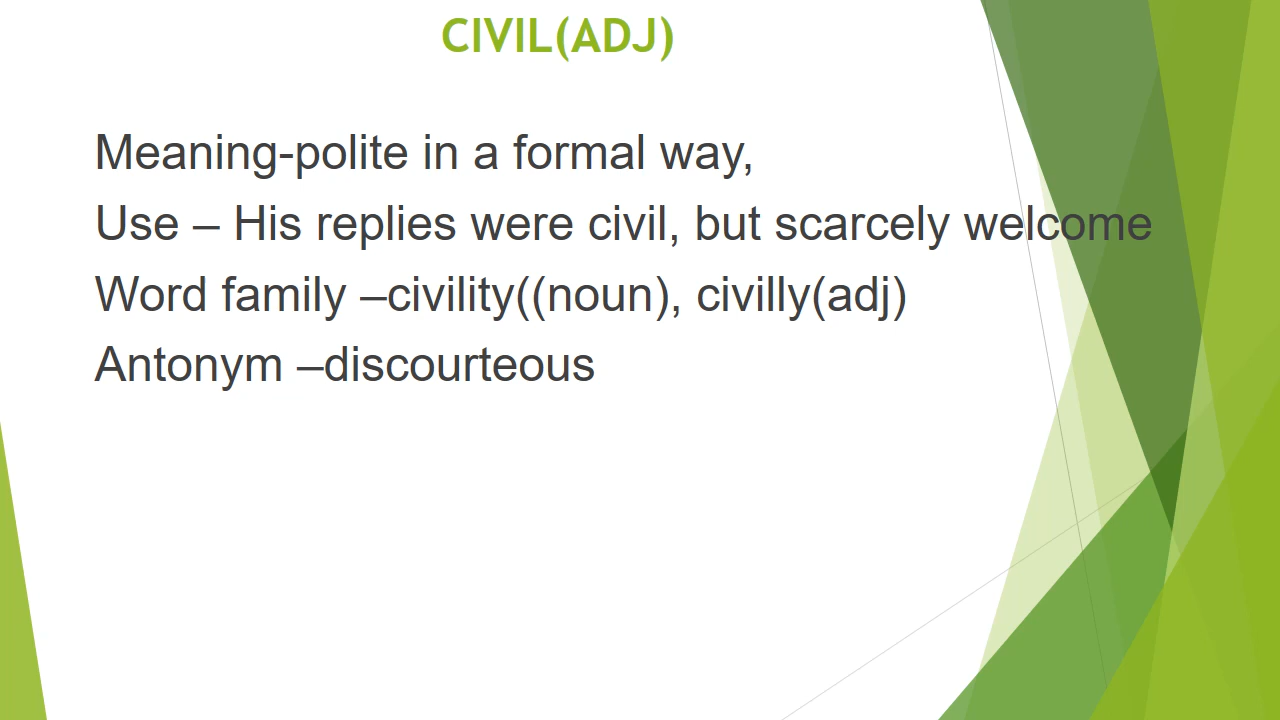 CIVIL(ADJ)
Meaning-polite in a formal way,
Use – His replies were civil, but scarcely welcome
Word family –civility((noun), civilly(adj)
Antonym –discourteous